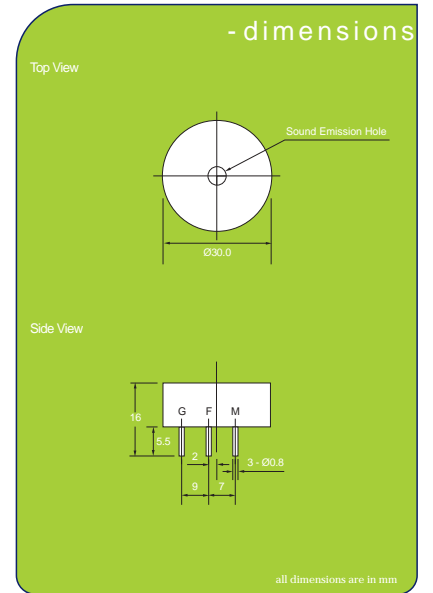 - dimensions
Top View
Sound Emission Hole
Ø30.0
Side View
G F M
16
5.5
2
3 - Ø0.8
9 7
all dimensions are in mm